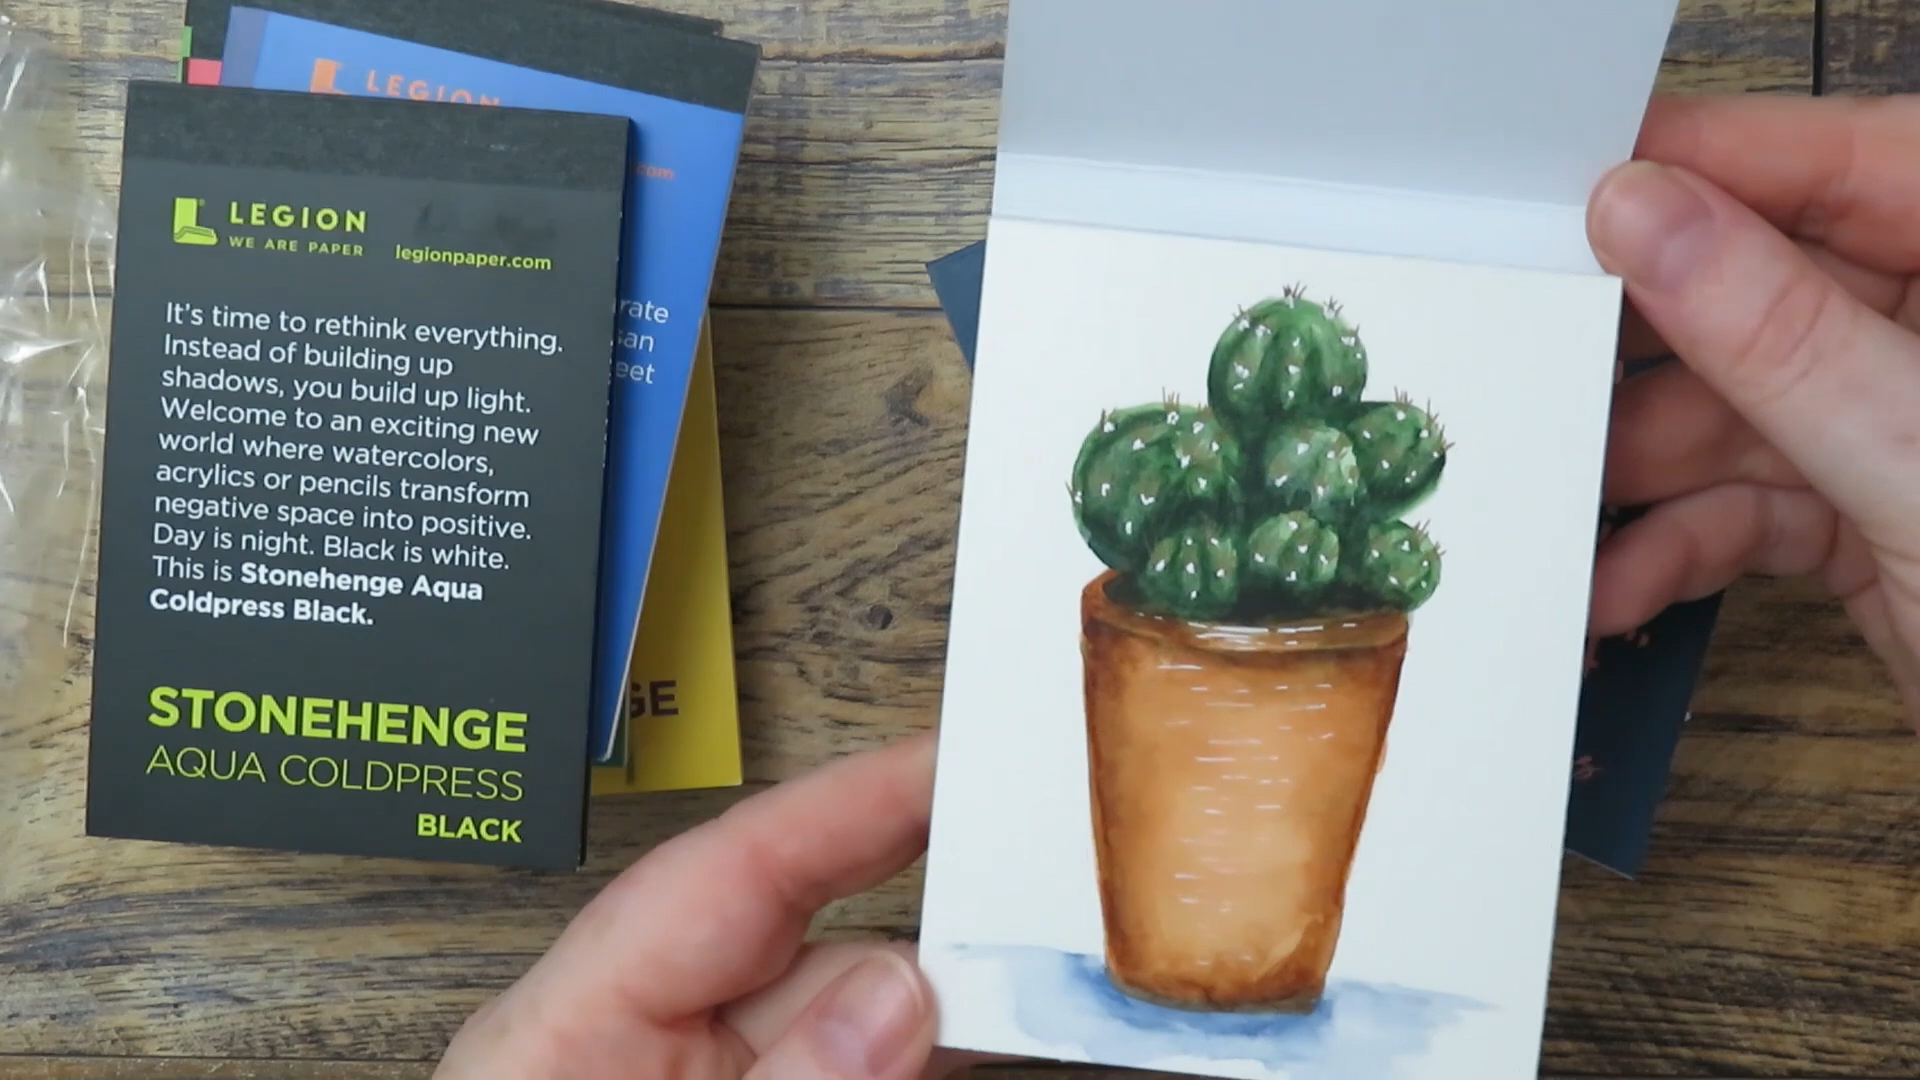 LEGION
WE ARE PAPER
legionpaper.com
It's time to rethink everything.
Instead of building up
shadows, you build up light.
Welcome to an exciting new
world where watercolors,
acrylics or pencils transform
negative space into positive.
Day is night. Black is white.
This is Stonehenge Aqua
Coldpress Black.
STONEHENGE
AQUA COLDPRESS
BLACK
LEGION
.com
rate
an
eet
GE